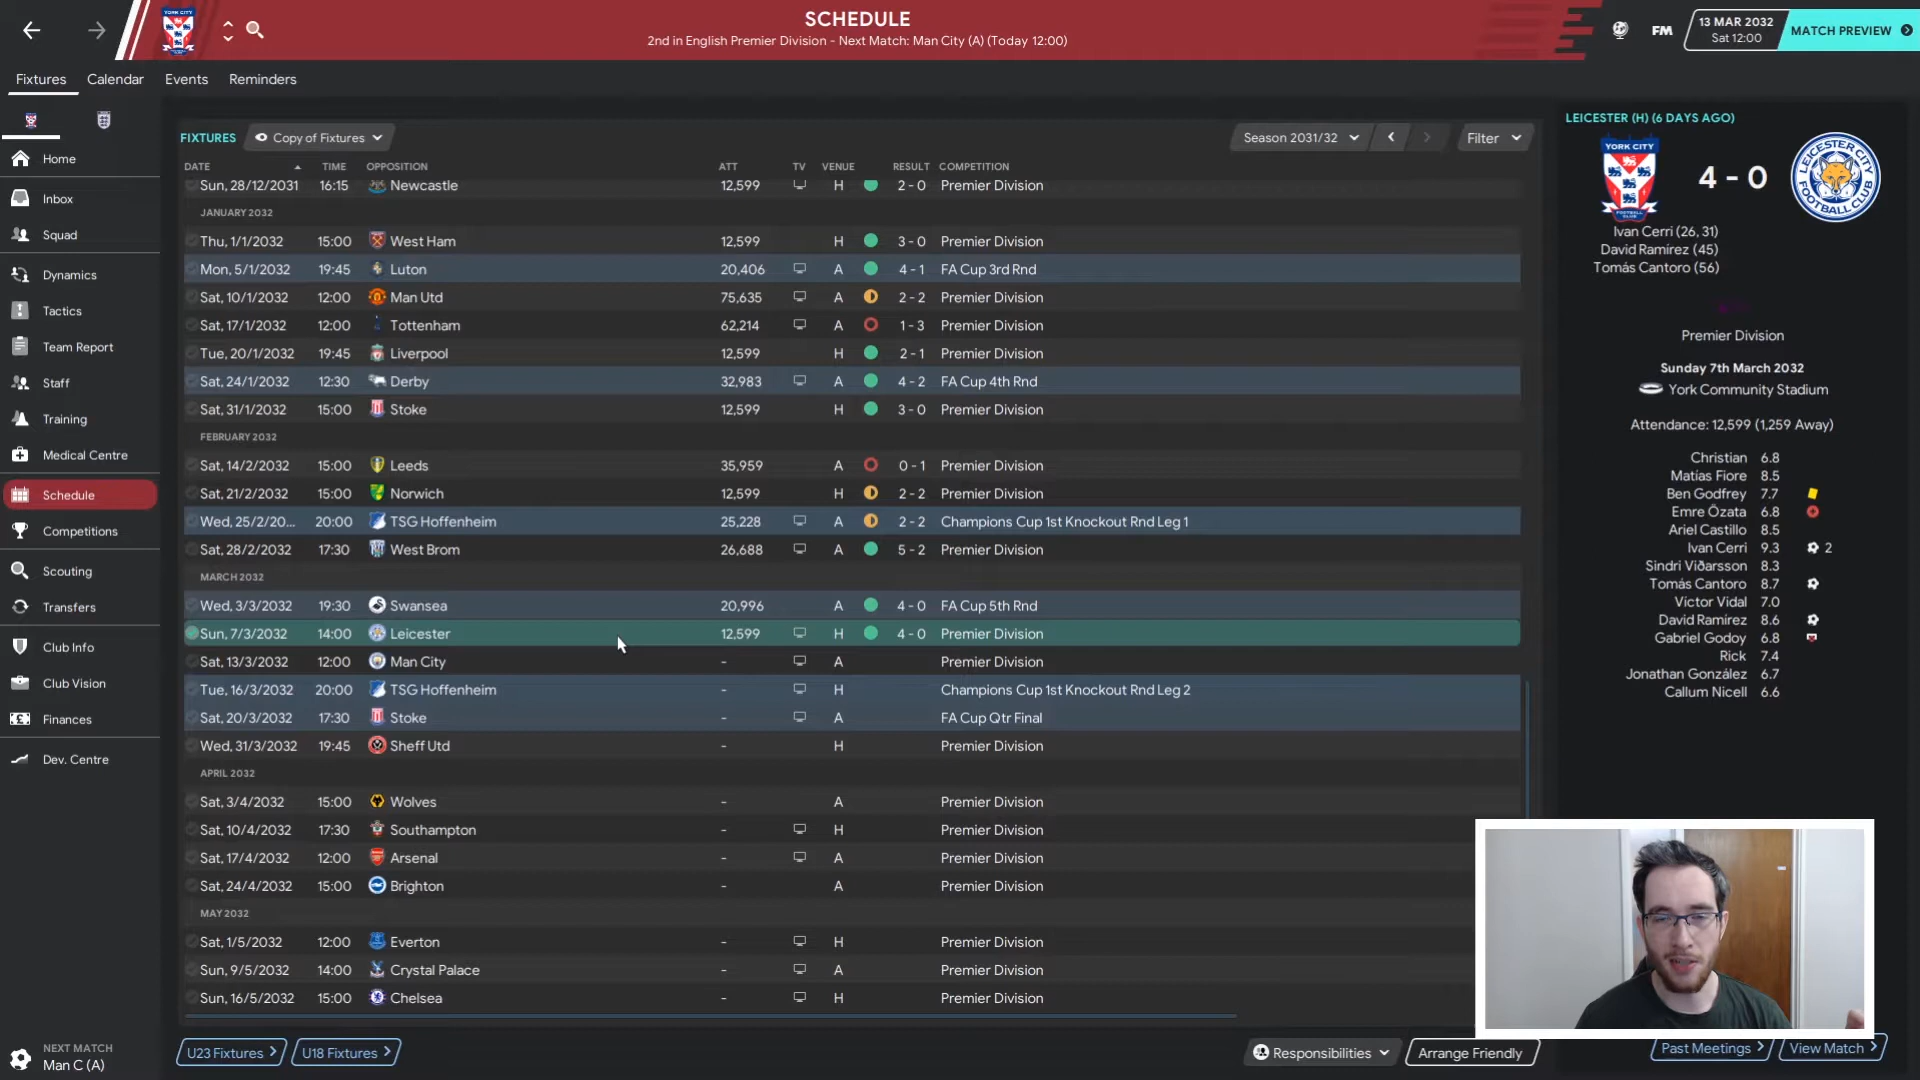 SCHEDULE
2nd in English Premier Division - Next Match: Man City (A) (Today 12:00)
FM
13 MAR 2032
Sat 12:00
MATCH PREVIEW
Fixtures Calendar Events Reminders
Home
Inbox
Squad
Dynamics
Tactics
Team Report
Staff
Training
Medical Centre
Schedule
Competitions
Scouting
Transfers
Club Info
Club Vision
Finances
Dev. Centre
NEXT MATCH
Man C (A)
FIXTURES Copy of Fixtures Season 2031/32 Filter
DATE TIME OPPOSITION ATT TV VENUE RESULT COMPETITION
Sun, 28/12/2031 16:15 Newcastle 12,599 H 2 - 0 Premier Division
JANUARY 2032
Thu, 1/1/2032 15:00 West Ham 12,599 H 3 - 0 Premier Division
Mon, 5/1/2032 19:45 Luton 20,406 A 4 - 1 FA Cup 3rd Rnd
Sat, 10/1/2032 12:00 Man Utd 75,635 A 2 - 2 Premier Division
Sat, 17/1/2032 12:00 Tottenham 62,214 A 1 - 3 Premier Division
Tue, 20/1/2032 19:45 Liverpool 12,599 H 2 - 1 Premier Division
Sat, 24/1/2032 12:30 Derby 32,983 A 4 - 2 FA Cup 4th Rnd
Sat, 31/1/2032 15:00 Stoke 12,599 H 3 - 0 Premier Division
FEBRUARY 2032
Sat, 14/2/2032 15:00 Leeds 35,959 A 0 - 1 Premier Division
Sat, 21/2/2032 15:00 Norwich 12,599 H 2 - 2 Premier Division
Wed, 25/2/20... 20:00 TSG Hoffenheim 25,228 A 2 - 2 Champions Cup 1st Knockout Rnd Leg 1
Sat, 28/2/2032 17:30 West Brom 26,688 A 5 - 2 Premier Division
MARCH 2032
Wed, 3/3/2032 19:30 Swansea 20,996 A 4 - 0 FA Cup 5th Rnd
Sun, 7/3/2032 14:00 Leicester 12,599 H 4 - 0 Premier Division
Sat, 13/3/2032 12:00 Man City - A Premier Division
Tue, 16/3/2032 20:00 TSG Hoffenheim - H Champions Cup 1st Knockout Rnd Leg 2
Sat, 20/3/2032 17:30 Stoke - A FA Cup Qtr Final
Wed, 31/3/2032 19:45 Sheff Utd - H Premier Division
APRIL 2032
Sat, 3/4/2032 15:00 Wolves - A Premier Division
Sat, 10/4/2032 17:30 Southampton - H Premier Division
Sat, 17/4/2032 12:00 Arsenal - A Premier Division
Sat, 24/4/2032 15:00 Brighton - A Premier Division
MAY 2032
Sat, 1/5/2032 12:00 Everton - H Premier Division
Sun, 9/5/2032 14:00 Crystal Palace - A Premier Division
Sun, 16/5/2032 15:00 Chelsea - H Premier Division
U23 Fixtures U18 Fixtures Responsibilities Arrange Friendly
LEICESTER (H) (6 DAYS AGO)
YORK CITY
FOOTBALL CLUB
4 - 0
LEICESTER CITY
FOOTBALL CLUB
Ivan Cerri (26, 31)
David Ramírez (45)
Tomás Cantoro (56)
Premier Division
Sunday 7th March 2032
York Community Stadium
Attendance: 12,599 (1,259 Away)
Christian 6.8
Matías Fiore 8.5
Ben Godfrey 7.7
Emre Özata 6.8
Ariel Castillo 8.5
Ivan Cerri 9.3 2
Sindri Viðarsson 8.3
Tomás Cantoro 8.7
Víctor Vidal 7.0
David Ramírez 8.6
Gabriel Godoy 6.8
Rick 7.4
Jonathan González 6.7
Callum Nicell 6.6
Past Meetings View Match